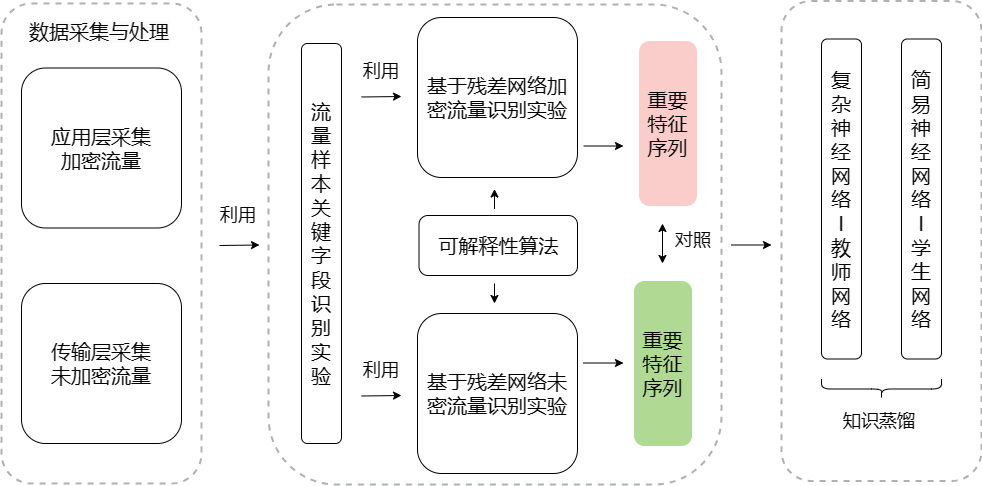 数据采集与处理
应用层采集
加密流量
传输层采集
未加密流量
利用
流量样本关键字段识别实验
利用
利用
基于残差网络加
密流量识别实验
可解释性算法
基于残差网络未
密流量识别实验
重要
特征
序列
对照
重要
特征
序列
复杂神经网络—教师网络
简易神经网络—学生网络
知识蒸馏